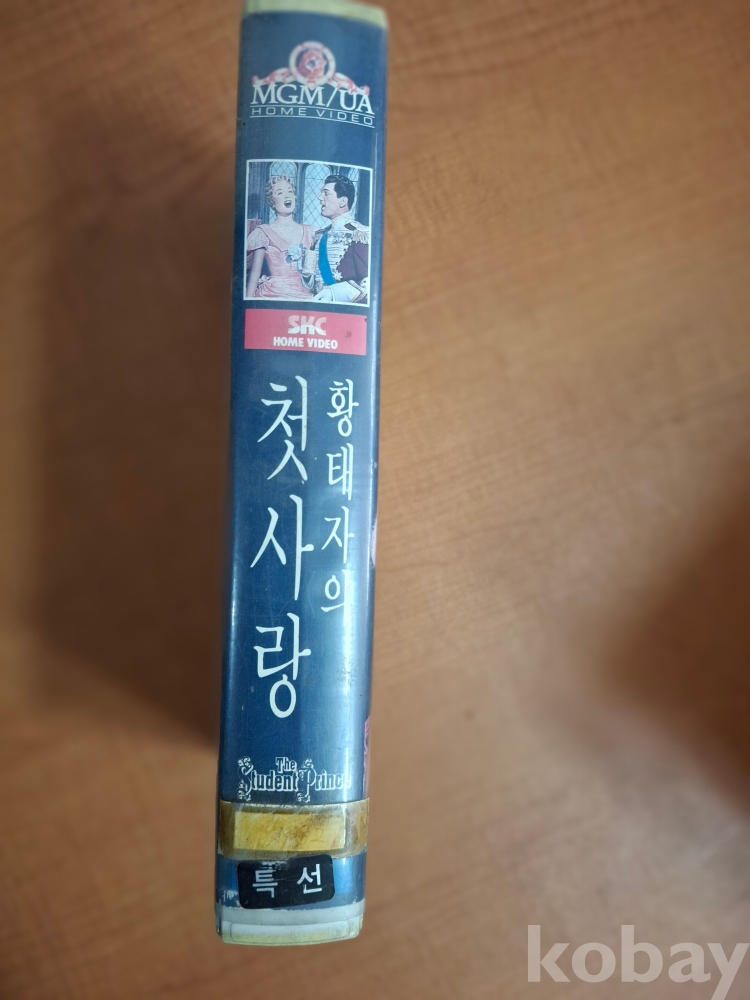 MGM/UA
HOME VIDEO
SKC
HOME VIDEO
황태자의
첫사랑
The
Student Prince
특선
kobay